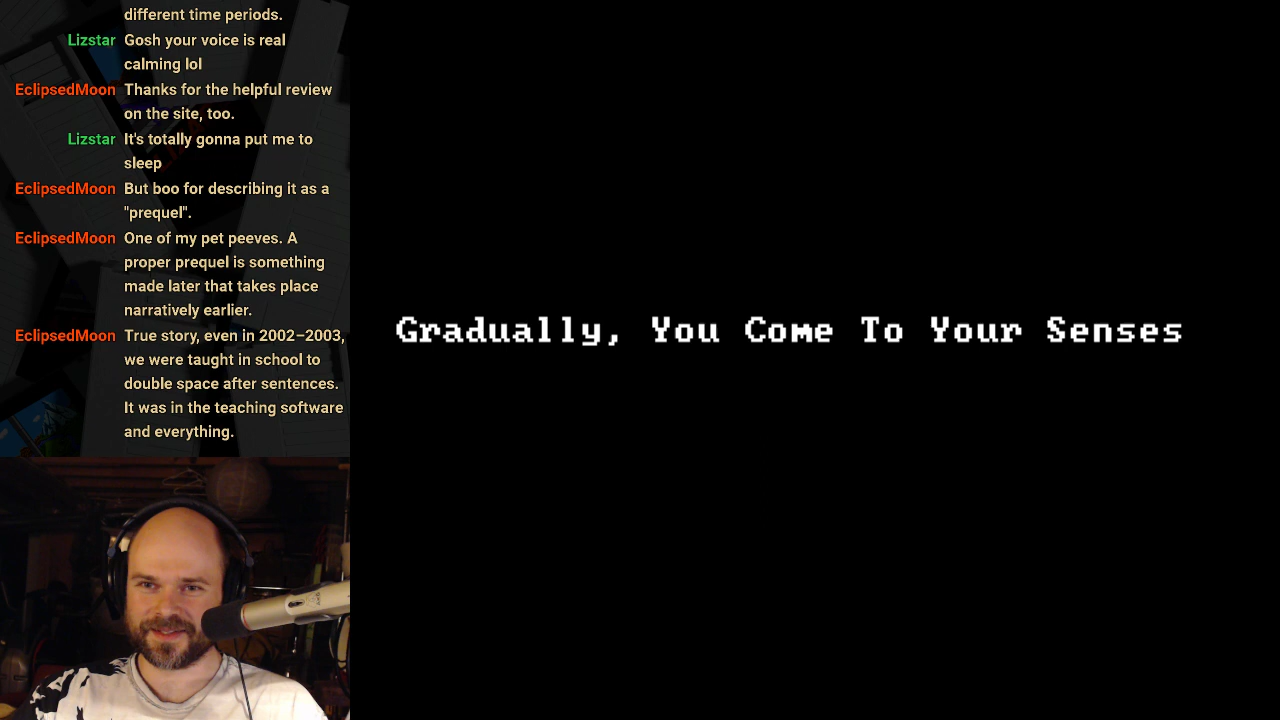 different time periods.
Lizstar Gosh your voice is real
calming lol
EclipsedMoon Thanks for the helpful review
on the site, too.
Lizstar It's totally gonna put me to
sleep
EclipsedMoon But boo for describing it as a
"prequel".
EclipsedMoon One of my pet peeves. A
proper prequel is something
made later that takes place
narratively earlier.
EclipsedMoon True story, even in 2002–2003,
we were taught in school to
double space after sentences.
It was in the teaching software
and everything.
Gradually, You Come To Your Senses